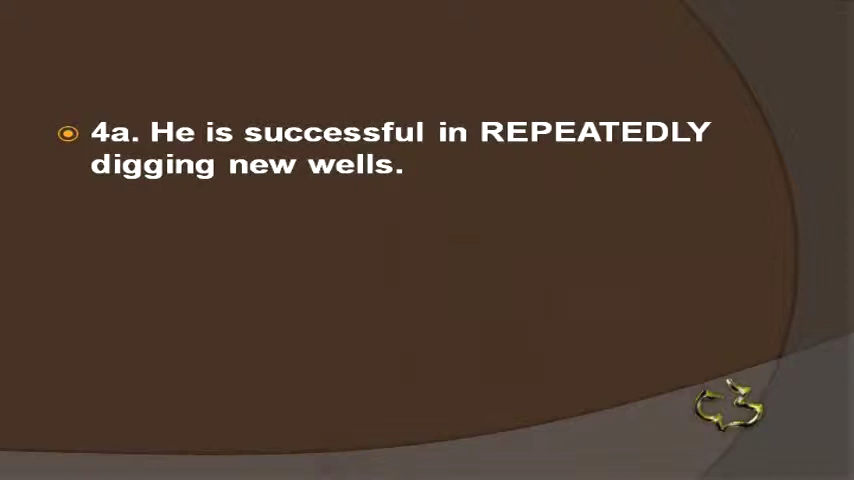 4a. He is successful in REPEATEDLY
digging new wells.